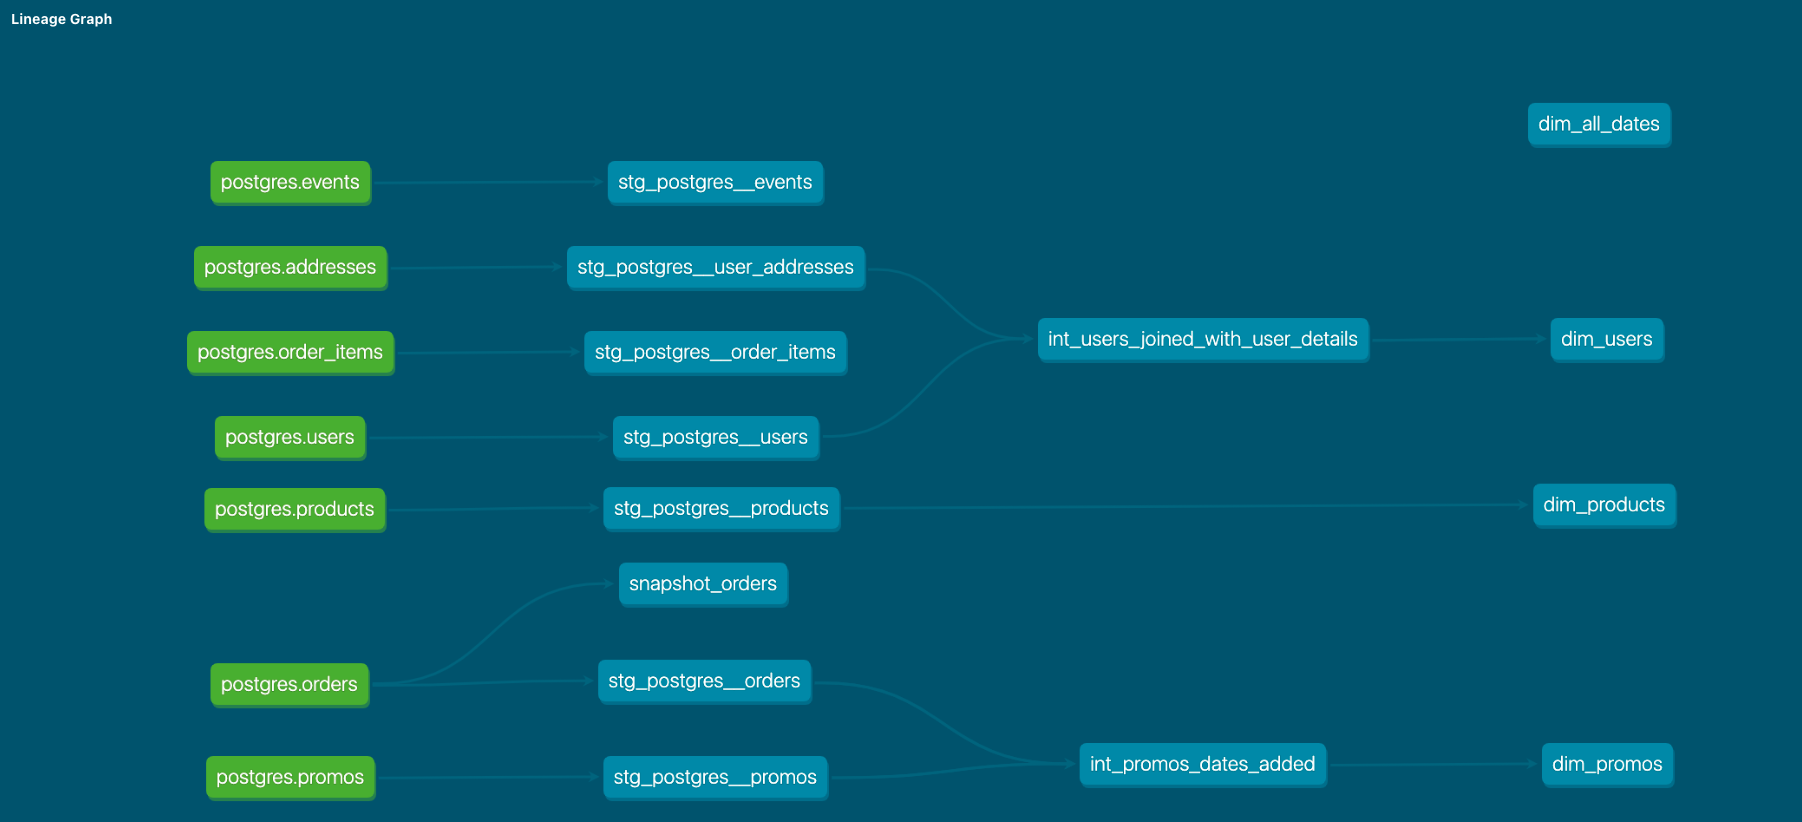 Lineage Graph
dim_all_dates
postgres.events
stg_postgres__events
postgres.addresses
stg_postgres__user_addresses
postgres.order_items
stg_postgres__order_items
int_users_joined_with_user_details
dim_users
postgres.users
stg_postgres__users
postgres.products
stg_postgres__products
dim_products
snapshot_orders
postgres.orders
stg_postgres__orders
int_promos_dates_added
dim_promos
postgres.promos
stg_postgres__promos